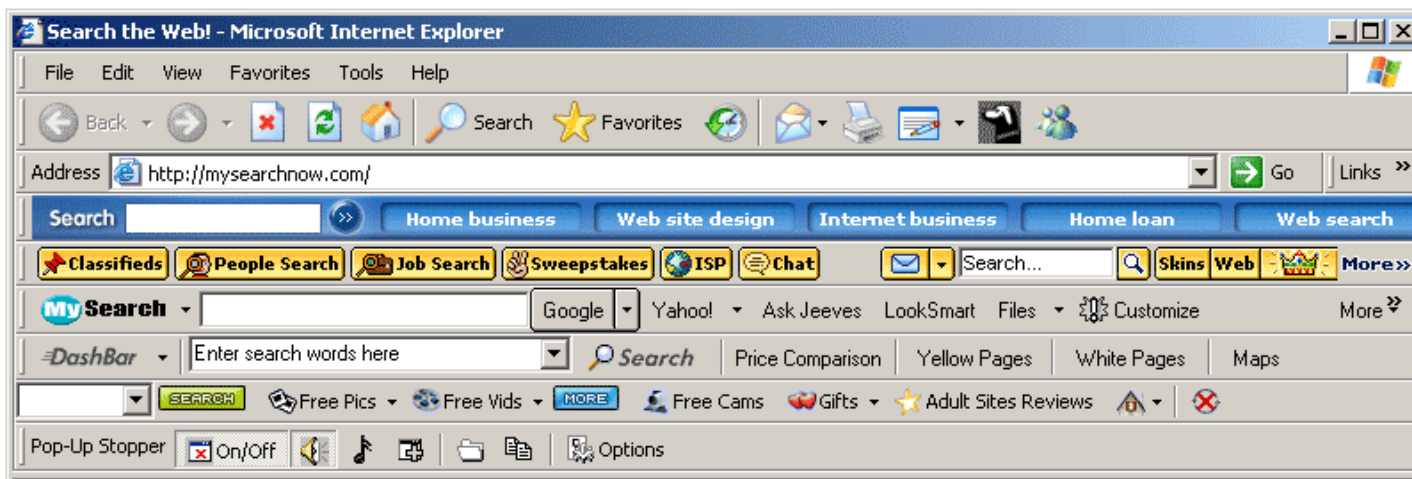 Search the Web! - Microsoft Internet Explorer
File Edit View Favorites Tools Help
Back Search Favorites
Address http://mysearchnow.com/ Go Links »
Search Home business Web site design Internet business Home loan Web search
Classifieds People Search Job Search Sweepstakes ISP Chat Search... Skins Web More»
My Search Google Yahoo! Ask Jeeves LookSmart Files Customize More »
DashBar Enter search words here Search Price Comparison Yellow Pages White Pages Maps
SEARCH Free Pics Free Vids MORE Free Cams Gifts Adult Sites Reviews
Pop-Up Stopper On/Off Options